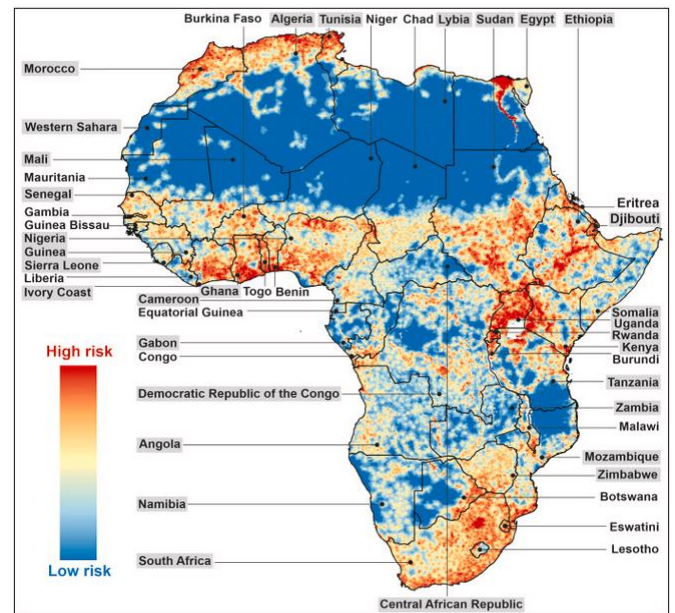 Burkina Faso Algeria Tunisia Niger Chad Lybia Sudan Egypt Ethiopia
Morocco
Western Sahara
Mali
Mauritania
Senegal
Gambia
Guinea Bissau
Nigeria
Guinea
Sierra Leone
Liberia
Ivory Coast
Ghana Togo Benin
Cameroon
Equatorial Guinea
Gabon
Congo
Democratic Republic of the Congo
Angola
Namibia
South Africa
Eritrea
Djibouti
Somalia
Uganda
Rwanda
Kenya
Burundi
Tanzania
Zambia
Malawi
Mozambique
Zimbabwe
Botswana
Eswatini
Lesotho
Central African Republic
High risk
Low risk